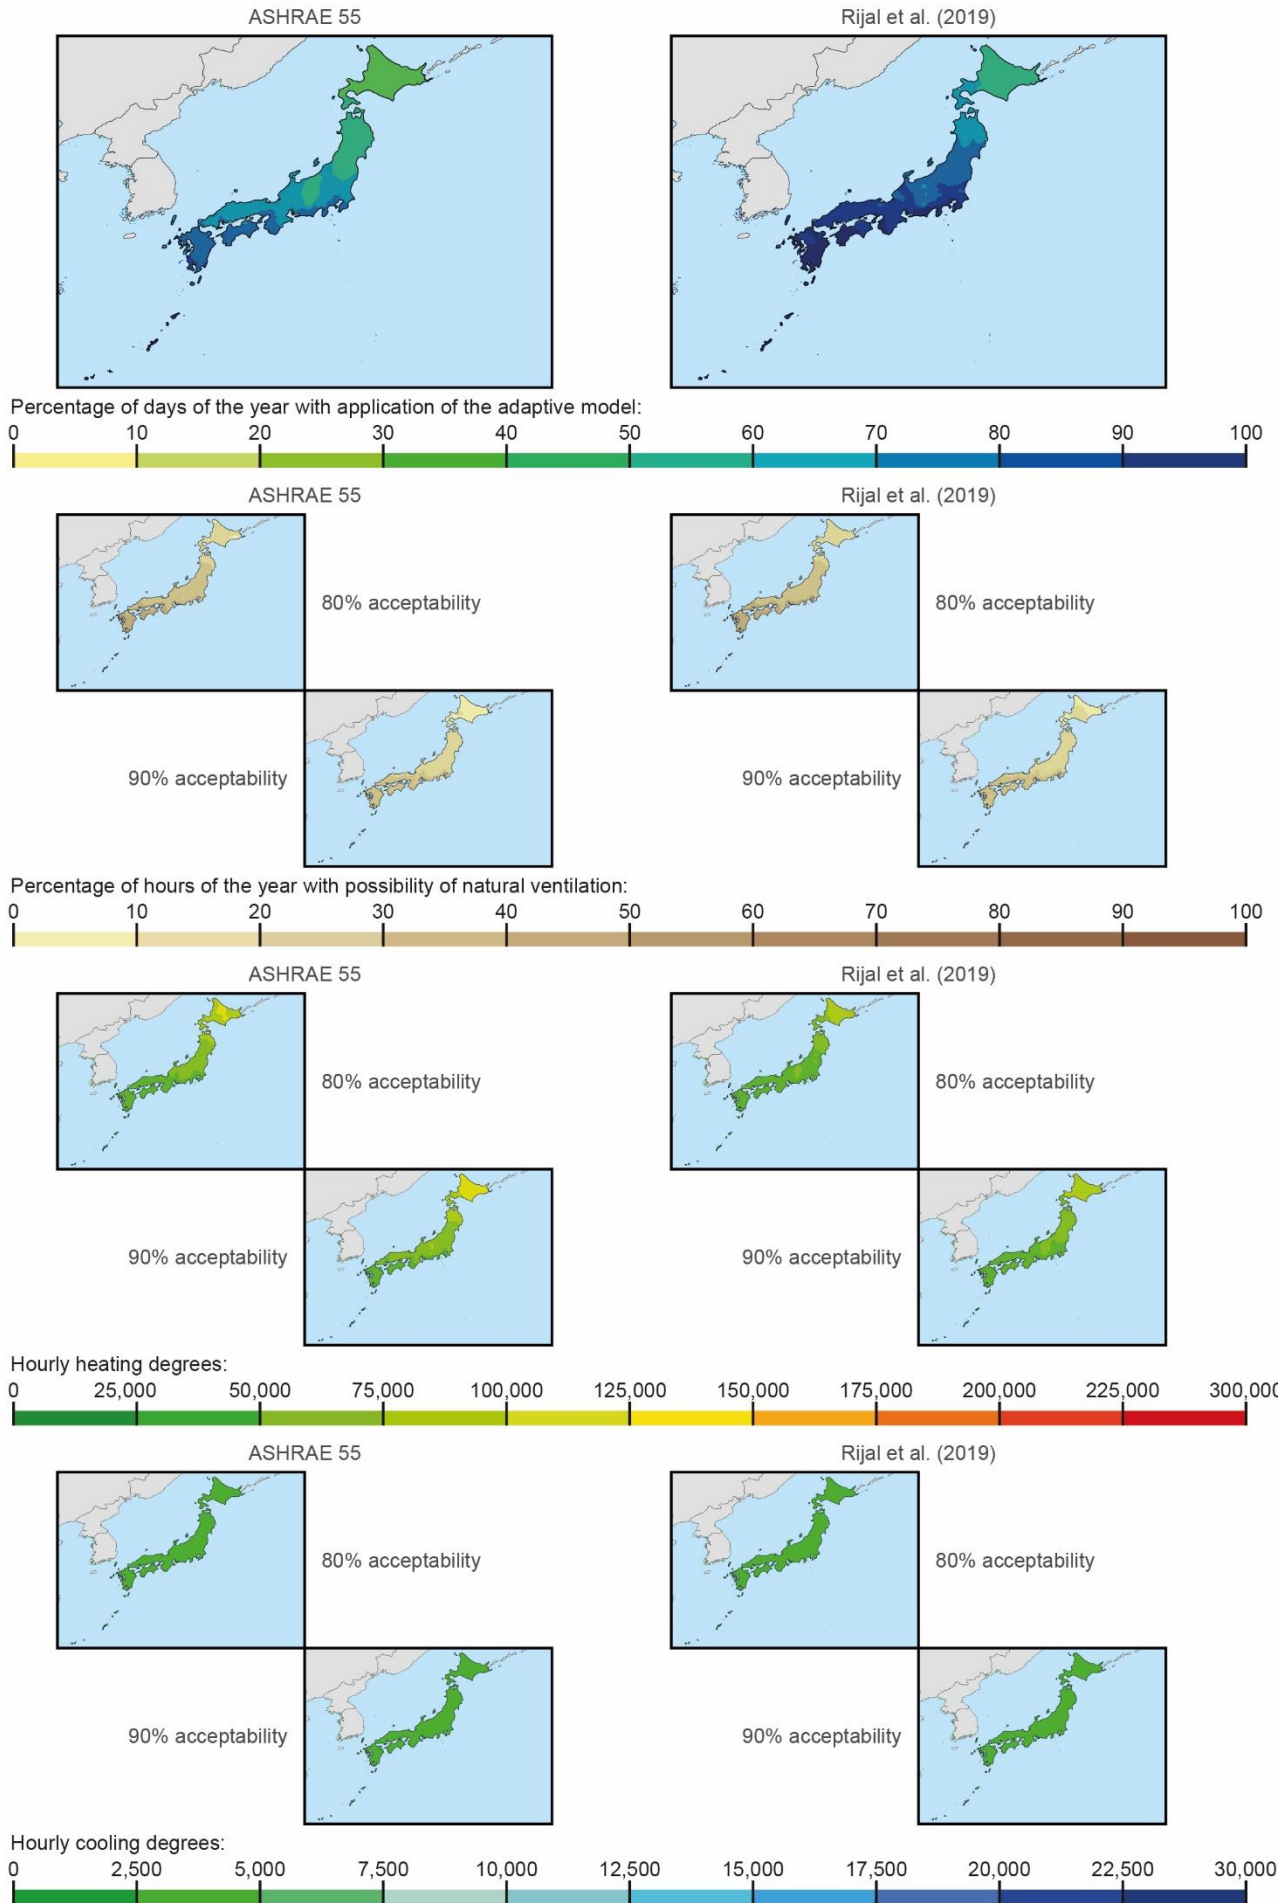 ASHRAE 55
Rijal et al. (2019)
Percentage of days of the year with application of the adaptive model:
0 10 20 30 40 50 60 70 80 90 100
ASHRAE 55
Rijal et al. (2019)
80% acceptability
80% acceptability
90% acceptability
90% acceptability
Percentage of hours of the year with possibility of natural ventilation:
0 10 20 30 40 50 60 70 80 90 100
ASHRAE 55
Rijal et al. (2019)
80% acceptability
80% acceptability
90% acceptability
90% acceptability
Hourly heating degrees:
0 25,000 50,000 75,000 100,000 125,000 150,000 175,000 200,000 225,000 300,000
ASHRAE 55
Rijal et al. (2019)
80% acceptability
80% acceptability
90% acceptability
90% acceptability
Hourly cooling degrees:
0 2,500 5,000 7,500 10,000 12,500 15,000 17,500 20,000 22,500 30,000